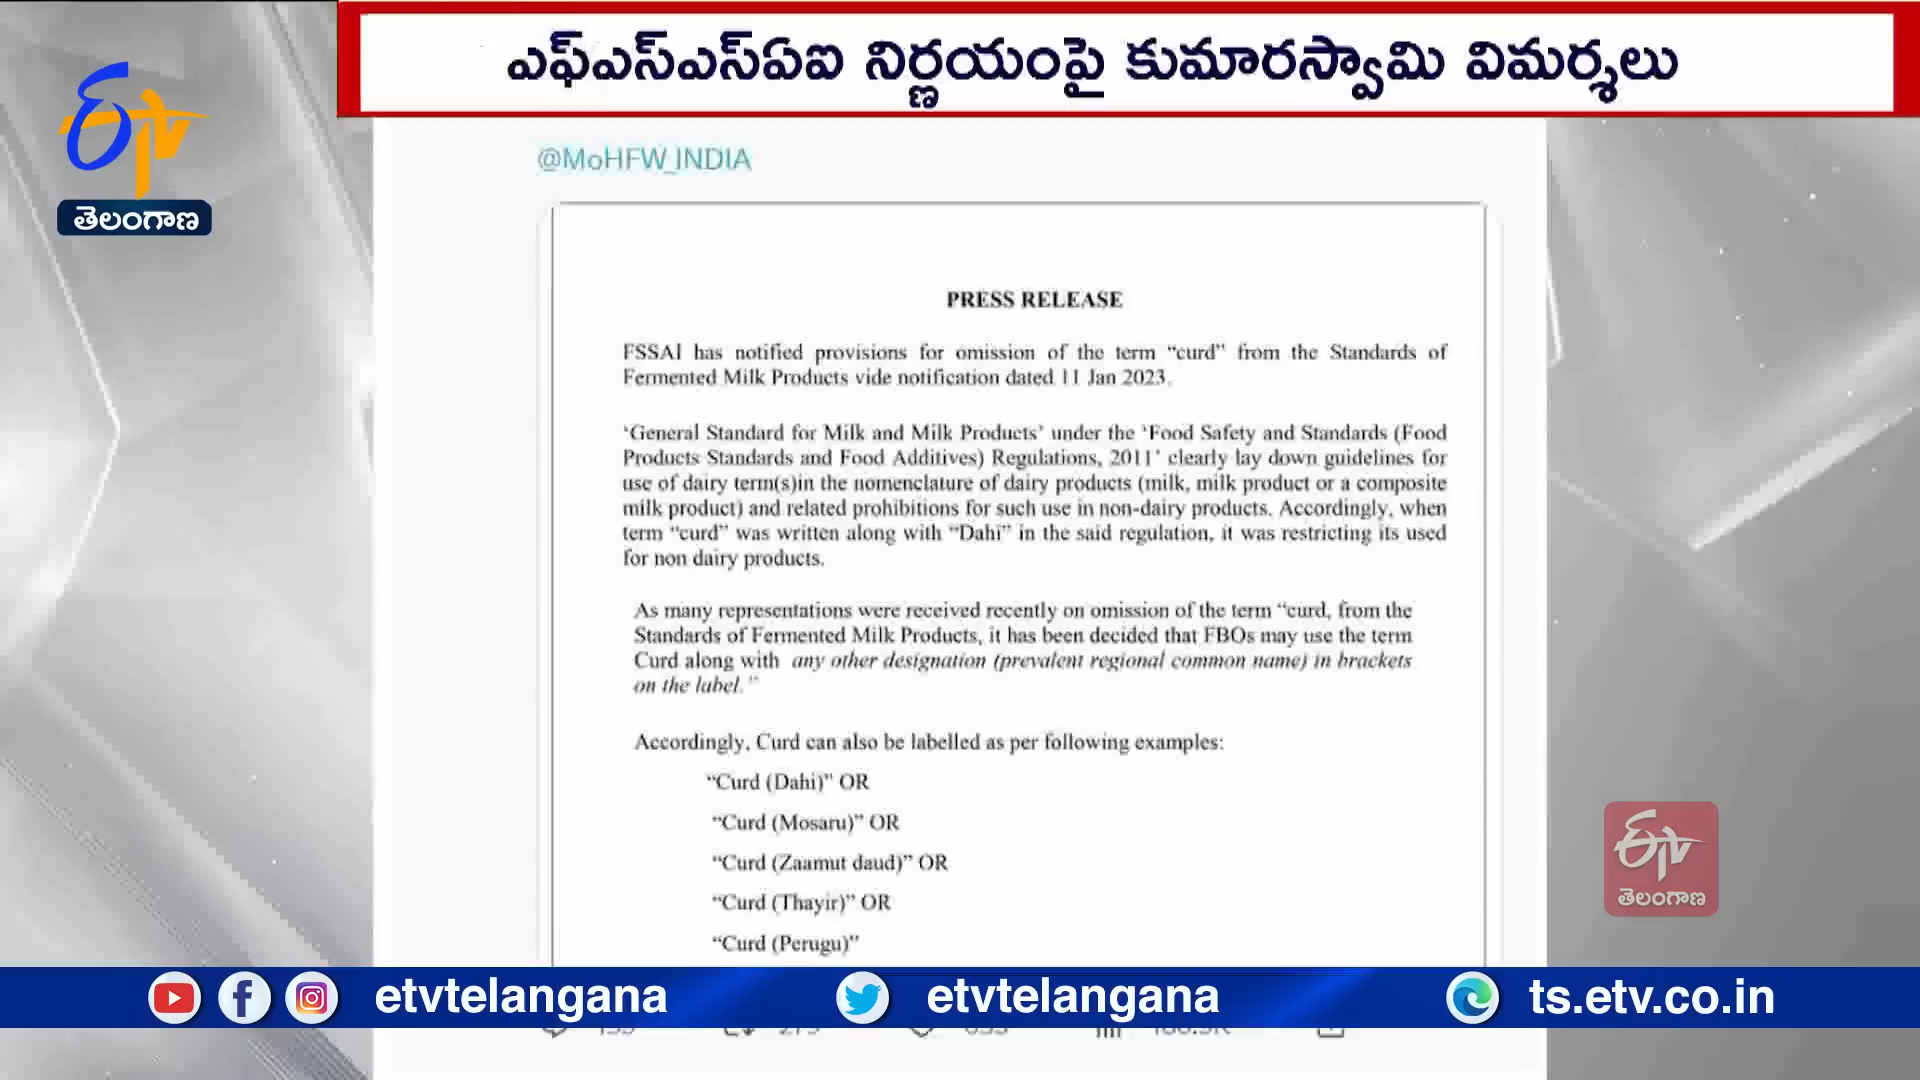 ఎఫ్ఎస్ఎస్ఏఐ నిర్ణయంపై కుమారస్వామి విమర్శలు
ETV
తెలంగాణ
@MoHFW_INDIA
PRESS RELEASE
FSSAI has notified provisions for omission of the term “curd” from the Standards of
Fermented Milk Products vide notification dated 11 Jan 2023.
‘General Standard for Milk and Milk Products’ under the ‘Food Safety and Standards (Food
Products Standards and Food Additives) Regulations, 2011’ clearly lay down guidelines for
use of dairy term(s)in the nomenclature of dairy products (milk, milk product or a composite
milk product) and related prohibitions for such use in non-dairy products. Accordingly, when
term “curd” was written along with “Dahi” in the said regulation, it was restricting its used
for non dairy products.
As many representations were received recently on omission of the term “curd, from the
Standards of Fermented Milk Products, it has been decided that FBOs may use the term
Curd along with any other designation (prevalent regional common name) in brackets
on the label.”
Accordingly, Curd can also be labelled as per following examples:
“Curd (Dahi)” OR
“Curd (Mosaru)” OR
“Curd (Zaamut daud)” OR
“Curd (Thayir)” OR
“Curd (Perugu)”
ETV
తెలంగాణ
etvtelangana
etvtelangana
ts.etv.co.in